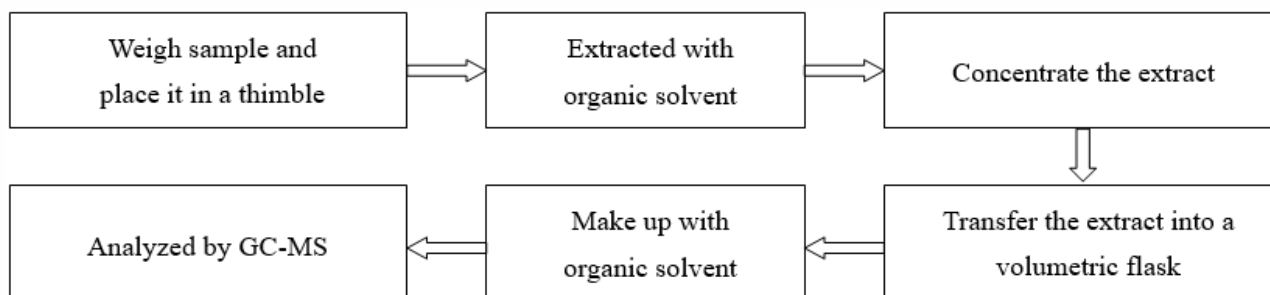 Weigh sample and
place it in a thimble
Extracted with
organic solvent
Concentrate the extract
Transfer the extract into a
volumetric flask
Make up with
organic solvent
Analyzed by GC-MS